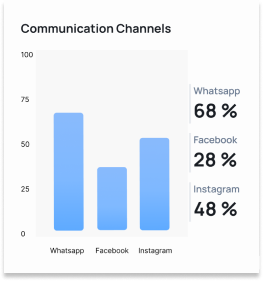 Communication Channels
100
75
50
25
0
Whatsapp Facebook Instagram
Whatsapp
68 %
Facebook
28 %
Instagram
48 %